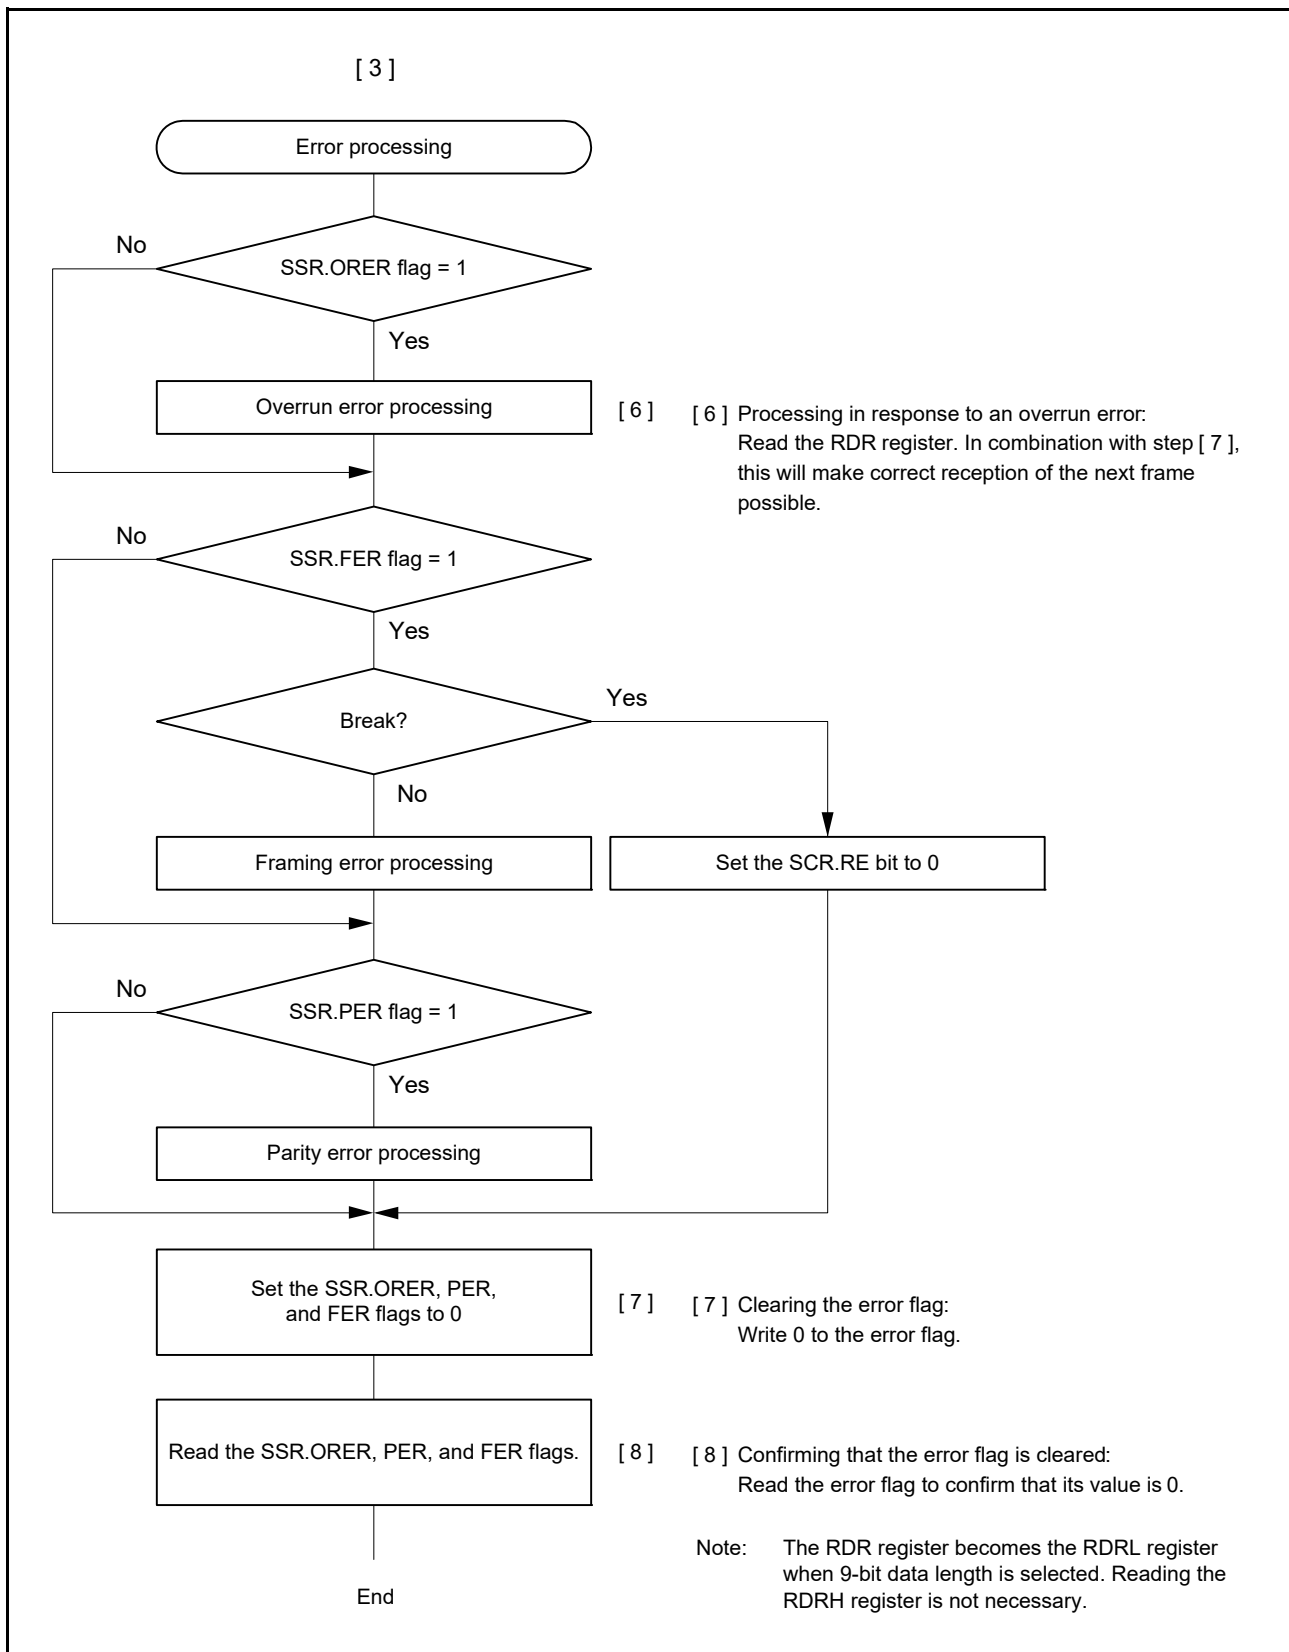 [ 3 ]
Error processing
No
SSR.ORER flag = 1
Yes
Overrun error processing
[ 6 ]
[ 6 ] Processing in response to an overrun error:
Read the RDR register. In combination with step [ 7 ],
this will make correct reception of the next frame
possible.
No
SSR.FER flag = 1
Yes
Break?
Yes
No
Framing error processing
Set the SCR.RE bit to 0
No
SSR.PER flag = 1
Yes
Parity error processing
Set the SSR.ORER, PER,
and FER flags to 0
[ 7 ]
[ 7 ] Clearing the error flag:
Write 0 to the error flag.
Read the SSR.ORER, PER, and FER flags.
[ 8 ]
[ 8 ] Confirming that the error flag is cleared:
Read the error flag to confirm that its value is 0.
Note: The RDR register becomes the RDRL register
when 9-bit data length is selected. Reading the
RDRH register is not necessary.
End